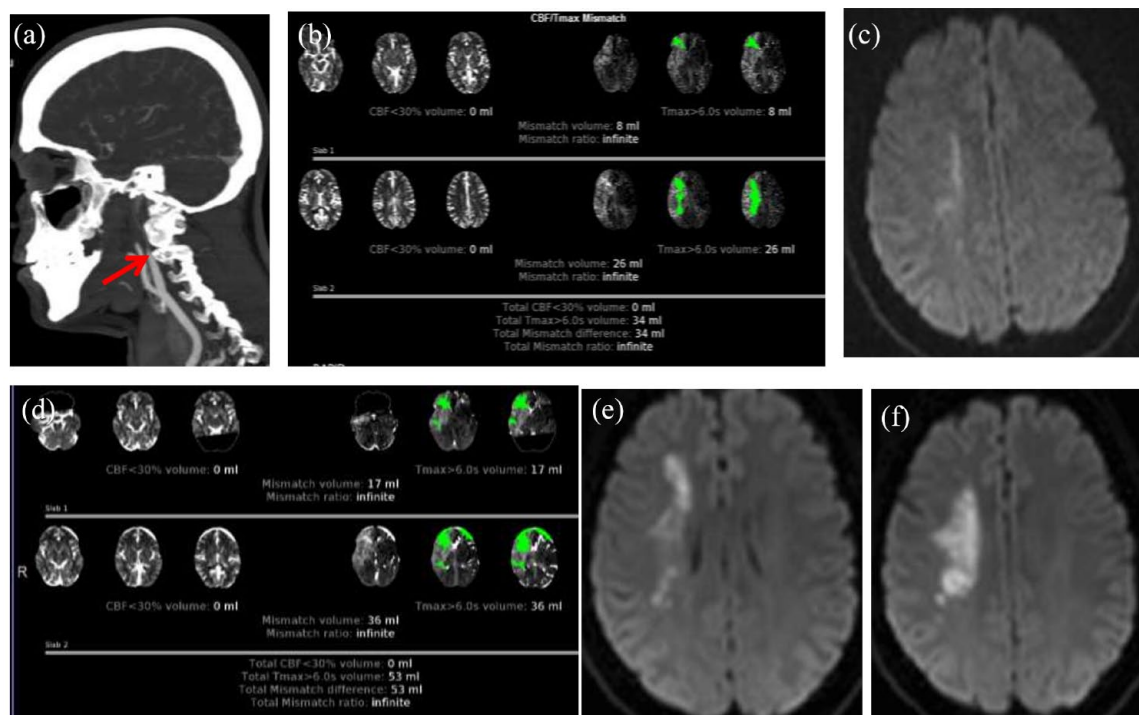 (a)
(b)
CBF/Tmax Mismatch
CBF<30% volume: 0 ml
Tmax>6.0s volume: 8 ml
Mismatch volume: 8 ml
Mismatch ratio: infinite
Slab 1
CBF<30% volume: 0 ml
Tmax>6.0s volume: 26 ml
Mismatch volume: 26 ml
Mismatch ratio: infinite
Slab 2
Total CBF<30% volume: 0 ml
Total Tmax>6.0s volume: 34 ml
Total Mismatch difference: 34 ml
Total Mismatch ratio: infinite
(c)
(d)
CBF<30% volume: 0 ml
Tmax>6.0s volume: 17 ml
Mismatch volume: 17 ml
Mismatch ratio: infinite
Slab 1
R
CBF<30% volume: 0 ml
Tmax>6.0s volume: 36 ml
Mismatch volume: 36 ml
Mismatch ratio: infinite
Slab 2
Total CBF<30% volume: 0 ml
Total Tmax>6.0s volume: 53 ml
Total Mismatch difference: 53 ml
Total Mismatch ratio: infinite
(e)
(f)